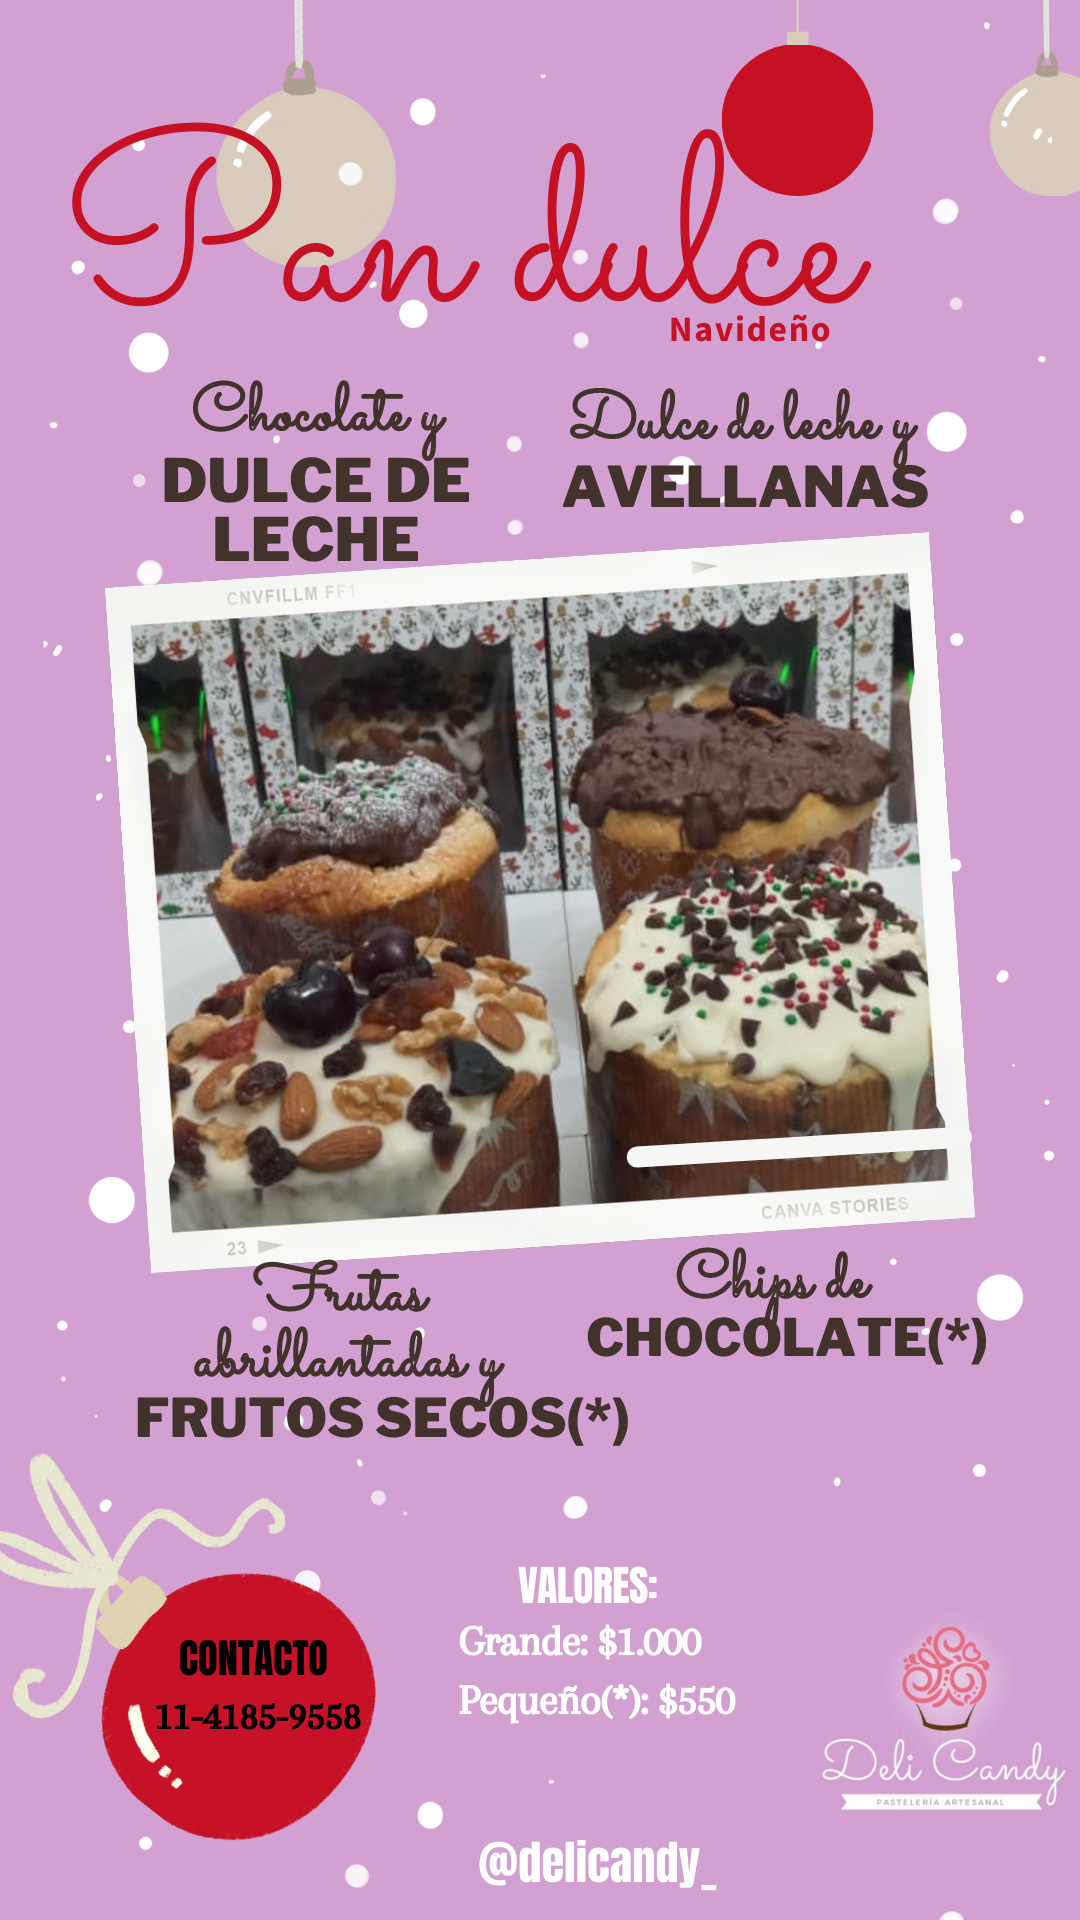 Pan dulce
Navideño
Chocolate y
DULCE DE
LECHE
Dulce de leche y
AVELLANAS
CNVFILLM FF1
23
CANVA STORIES
Frutas
abrillantadas y
FRUTOS SECOS(*)
Chips de
CHOCOLATE(*)
CONTACTO
11-4185-9558
VALORES:
Grande: $1.000
Pequeño(*): $550
Deli Candy
PASTELERÍA ARTESANAL
@delicandy_